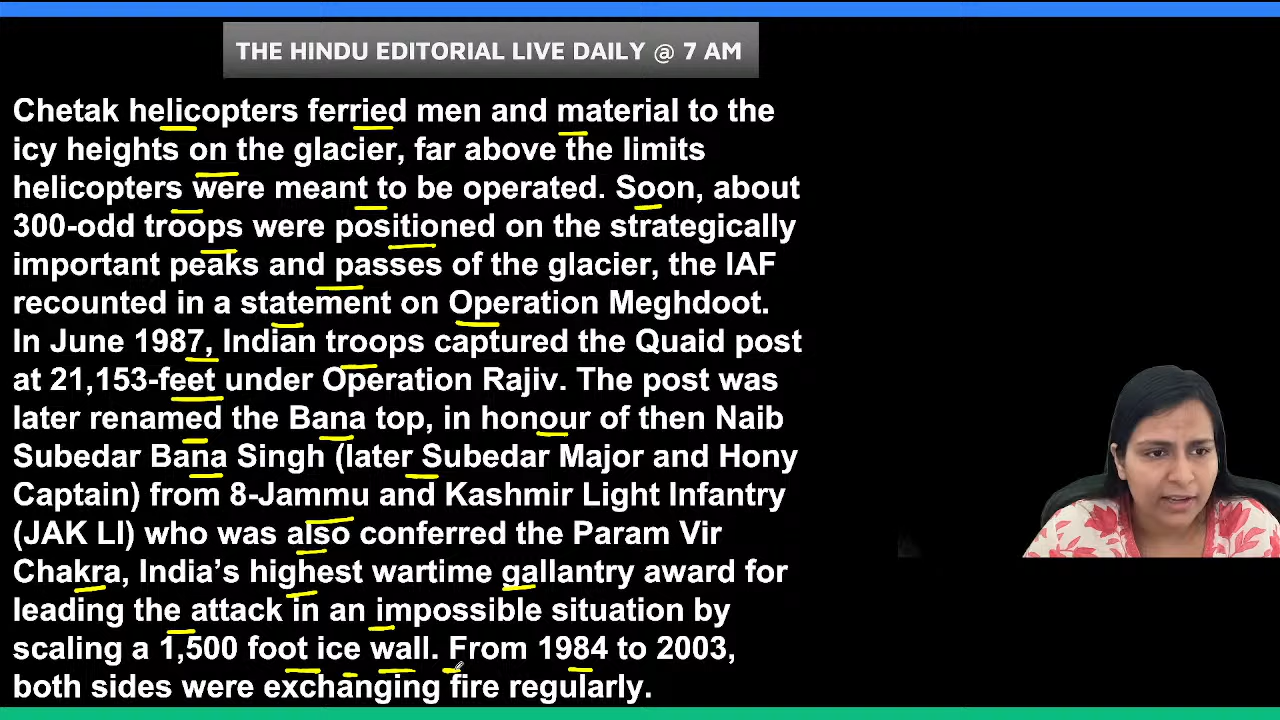 THE HINDU EDITORIAL LIVE DAILY @ 7 AM
Chetak helicopters ferried men and material to the
icy heights on the glacier, far above the limits
helicopters were meant to be operated. Soon, about
300-odd troops were positioned on the strategically
important peaks and passes of the glacier, the IAF
recounted in a statement on Operation Meghdoot.
In June 1987, Indian troops captured the Quaid post
at 21,153-feet under Operation Rajiv. The post was
later renamed the Bana top, in honour of then Naib
Subedar Bana Singh (later Subedar Major and Hony
Captain) from 8-Jammu and Kashmir Light Infantry
(JAK LI) who was also conferred the Param Vir
Chakra, India’s highest wartime gallantry award for
leading the attack in an impossible situation by
scaling a 1,500 foot ice wall. From 1984 to 2003,
both sides were exchanging fire regularly.